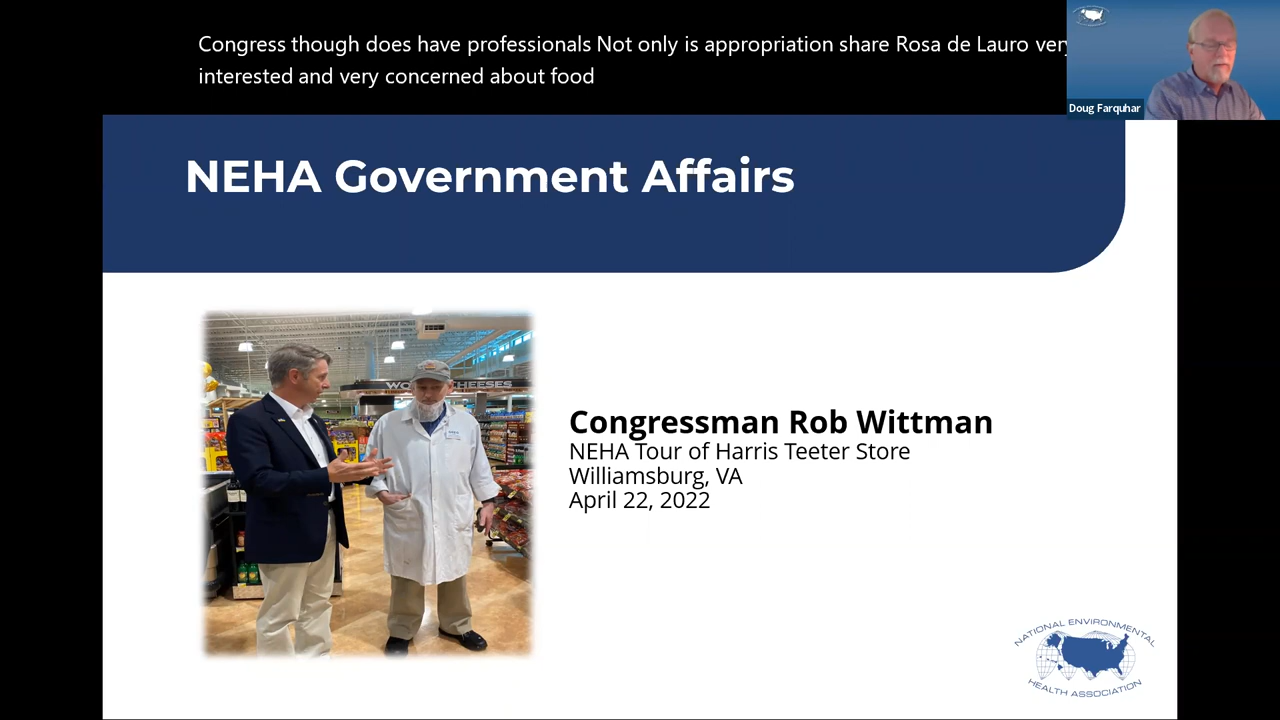 Congress though does have professionals Not only is appropriation share Rosa de Lauro very
interested and very concerned about food
Doug Farquhar
NEHA Government Affairs
CHEESES
Congressman Rob Wittman
NEHA Tour of Harris Teeter Store
Williamsburg, VA
April 22, 2022
NATIONAL ENVIRONMENTAL
HEALTH ASSOCIATION